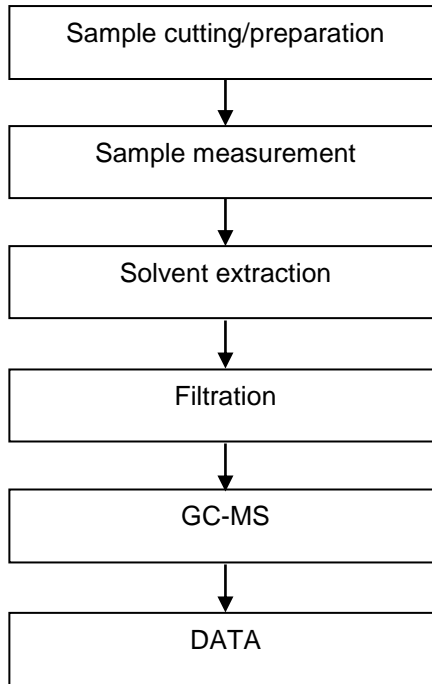 Sample cutting/preparation
Sample measurement
Solvent extraction
Filtration
GC-MS
DATA